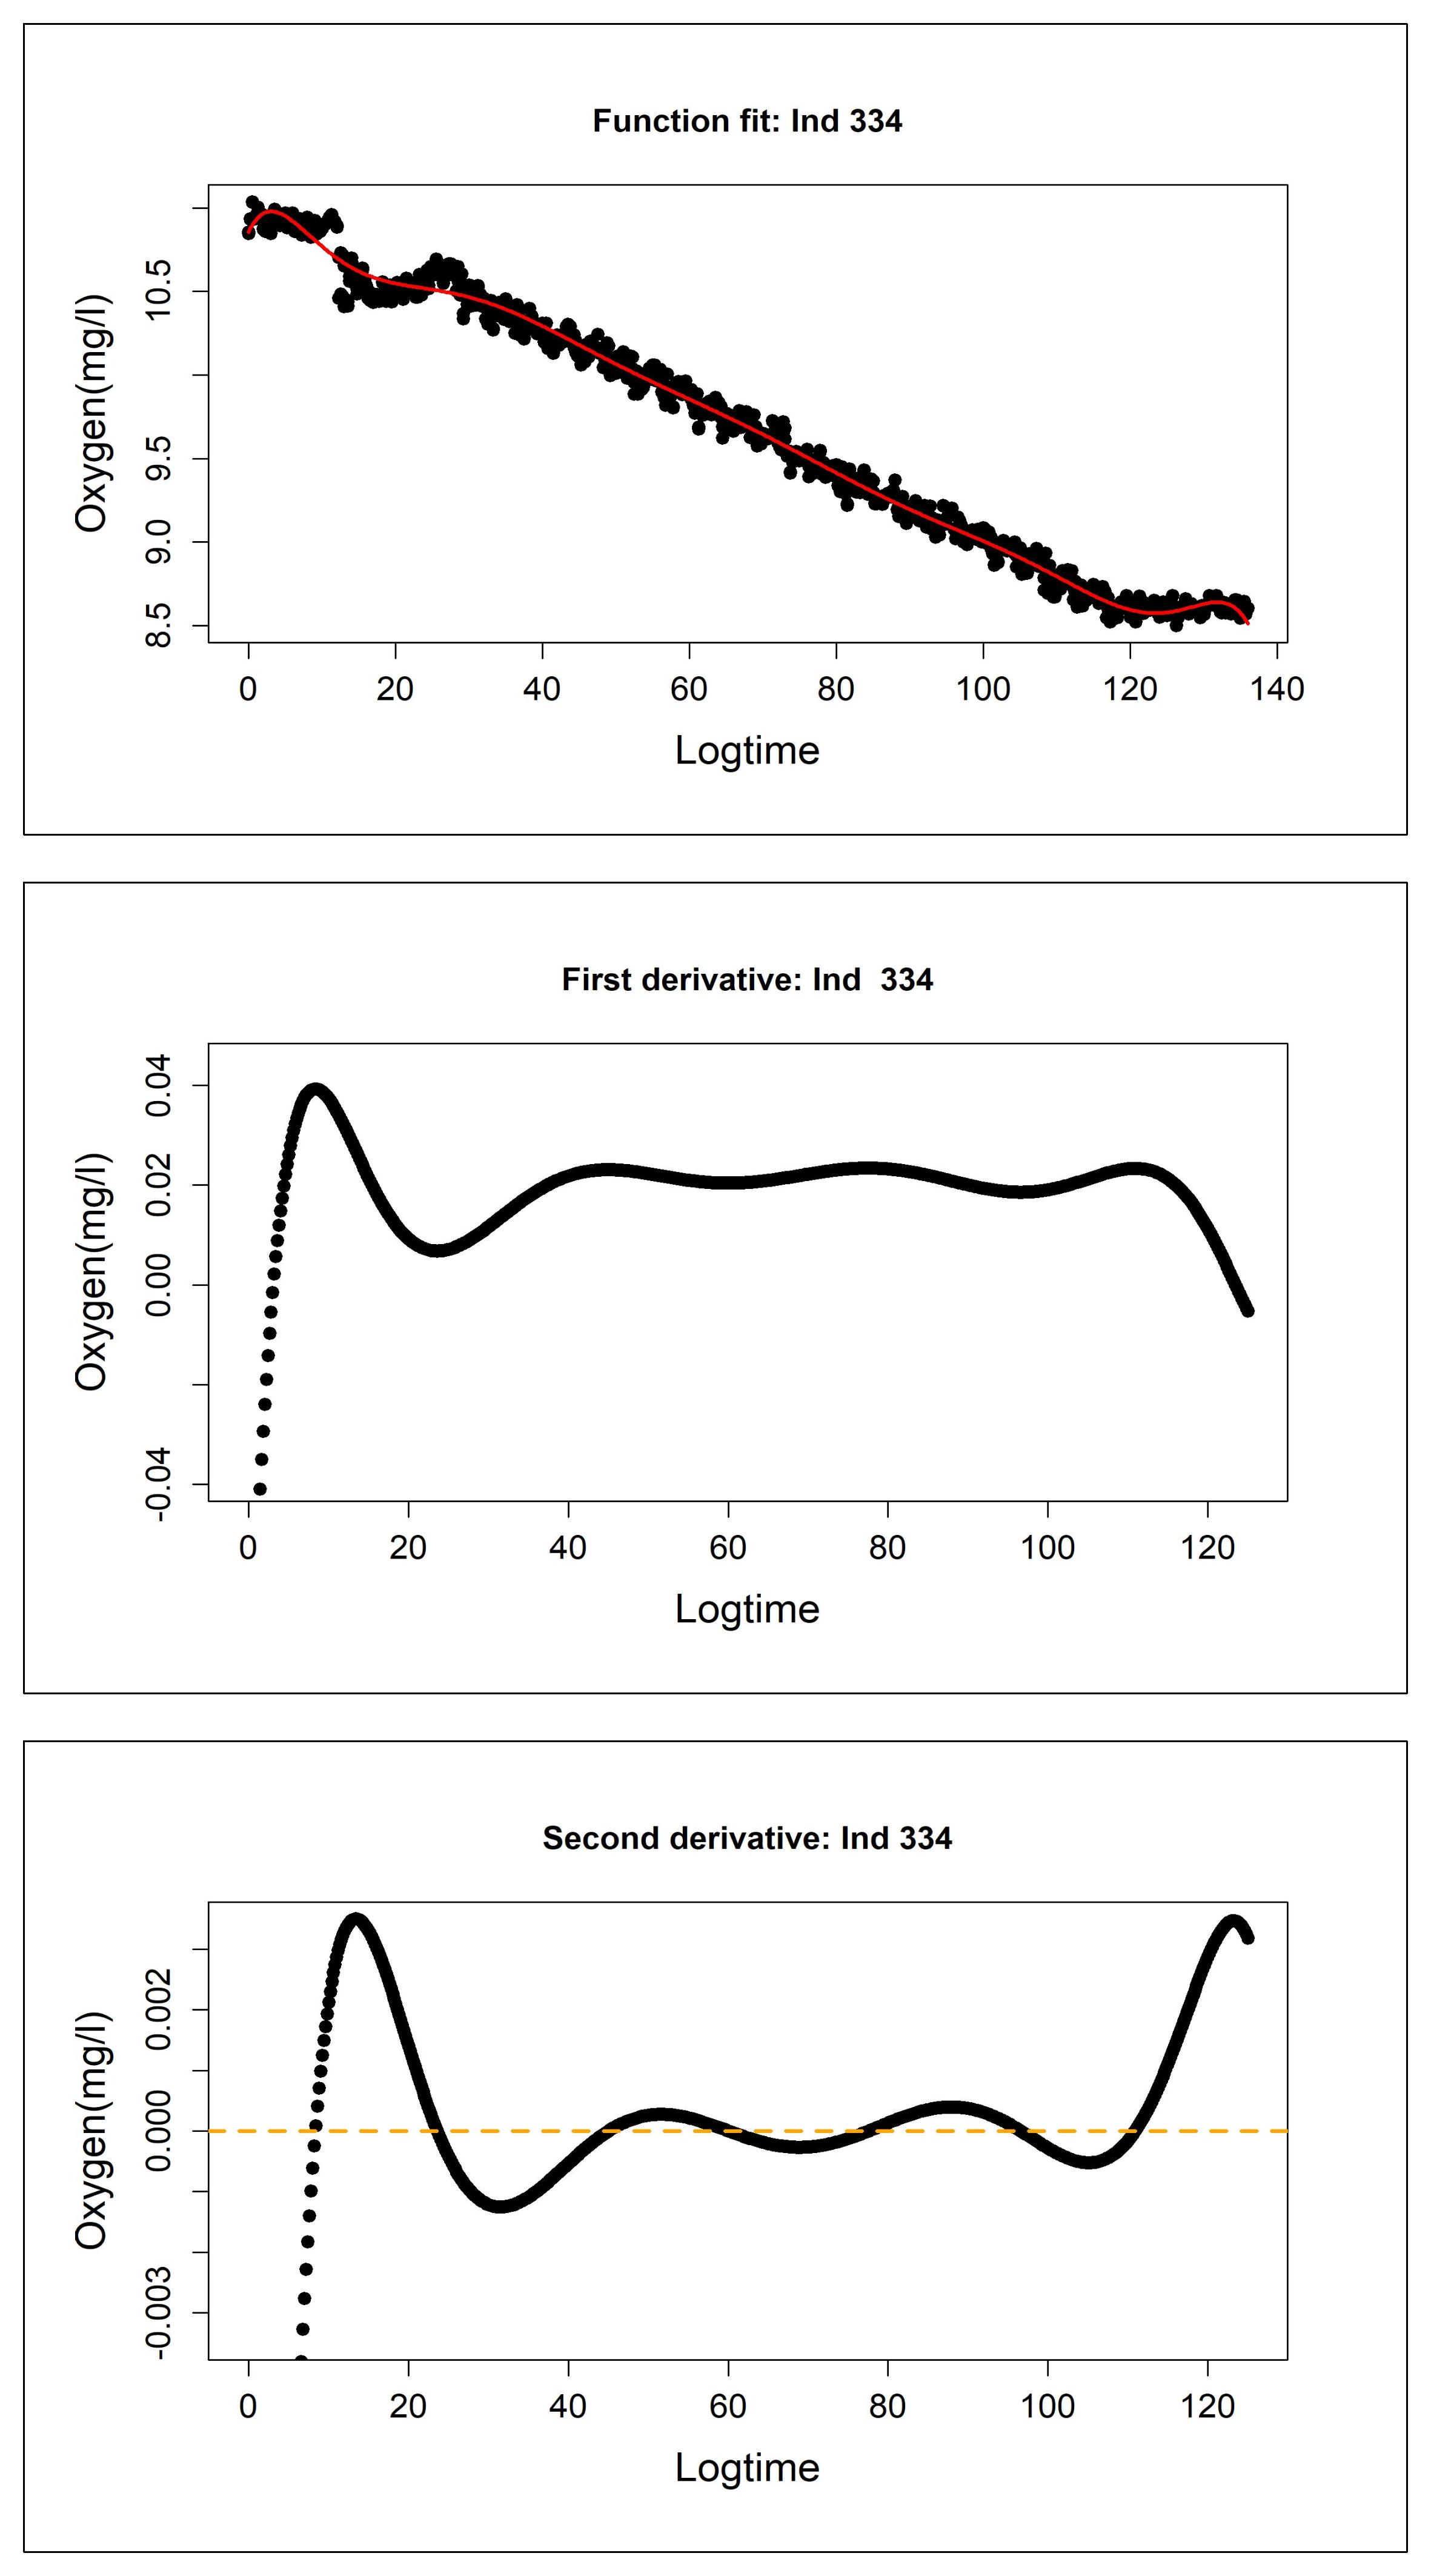 Function fit: Ind 334
Oxygen(mg/l)
10.5
9.5
9.0
8.5
0 20 40 60 80 100 120 140
Logtime
First derivative: Ind  334
Oxygen(mg/l)
0.04
0.02
0.00
-0.04
0 20 40 60 80 100 120
Logtime
Second derivative: Ind 334
Oxygen(mg/l)
0.002
0.000
-0.003
0 20 40 60 80 100 120
Logtime